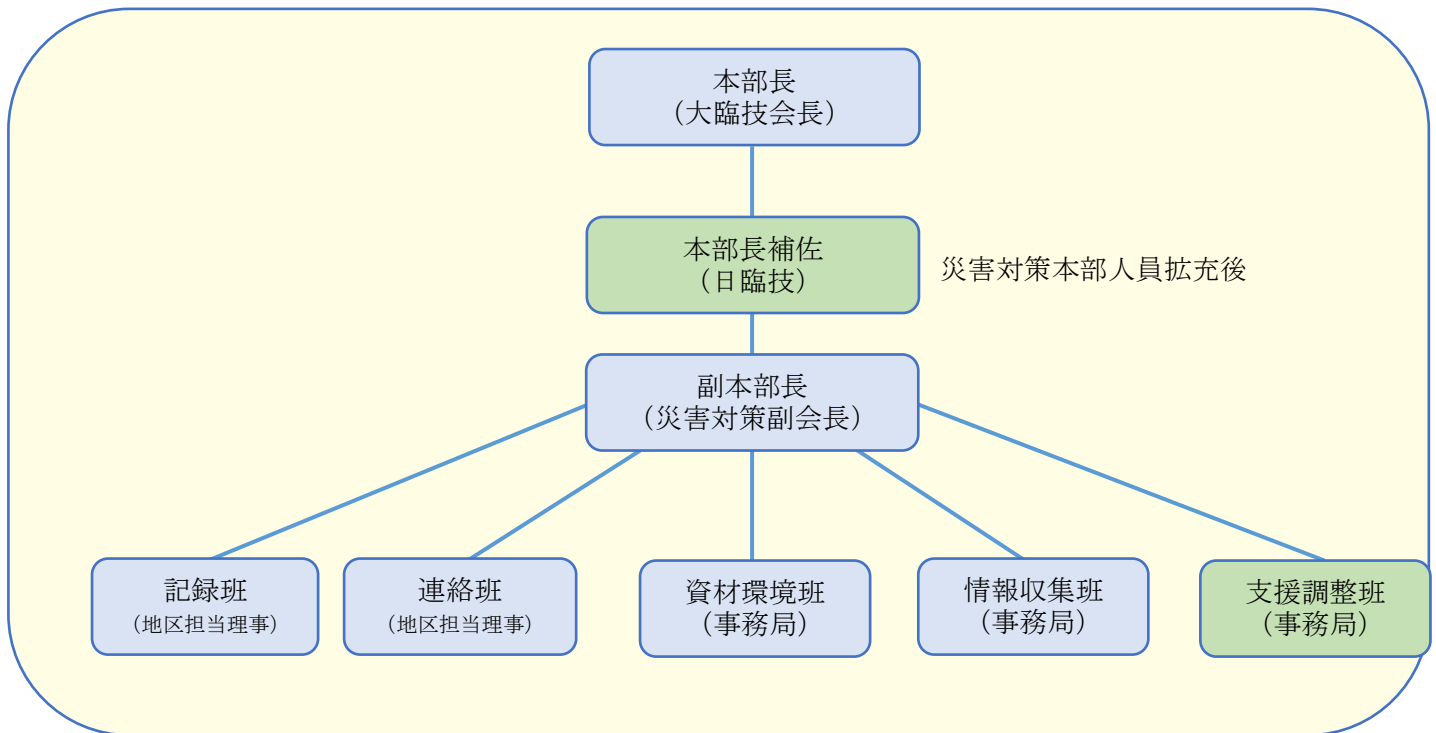 本部長
（大臨技会長）
本部長補佐
（日臨技）
災害対策本部人員拡充後
副本部長
（災害対策副会長）
記録班
（地区担当理事）
連絡班
（地区担当理事）
資材環境班
（事務局）
情報収集班
（事務局）
支援調整班
（事務局）